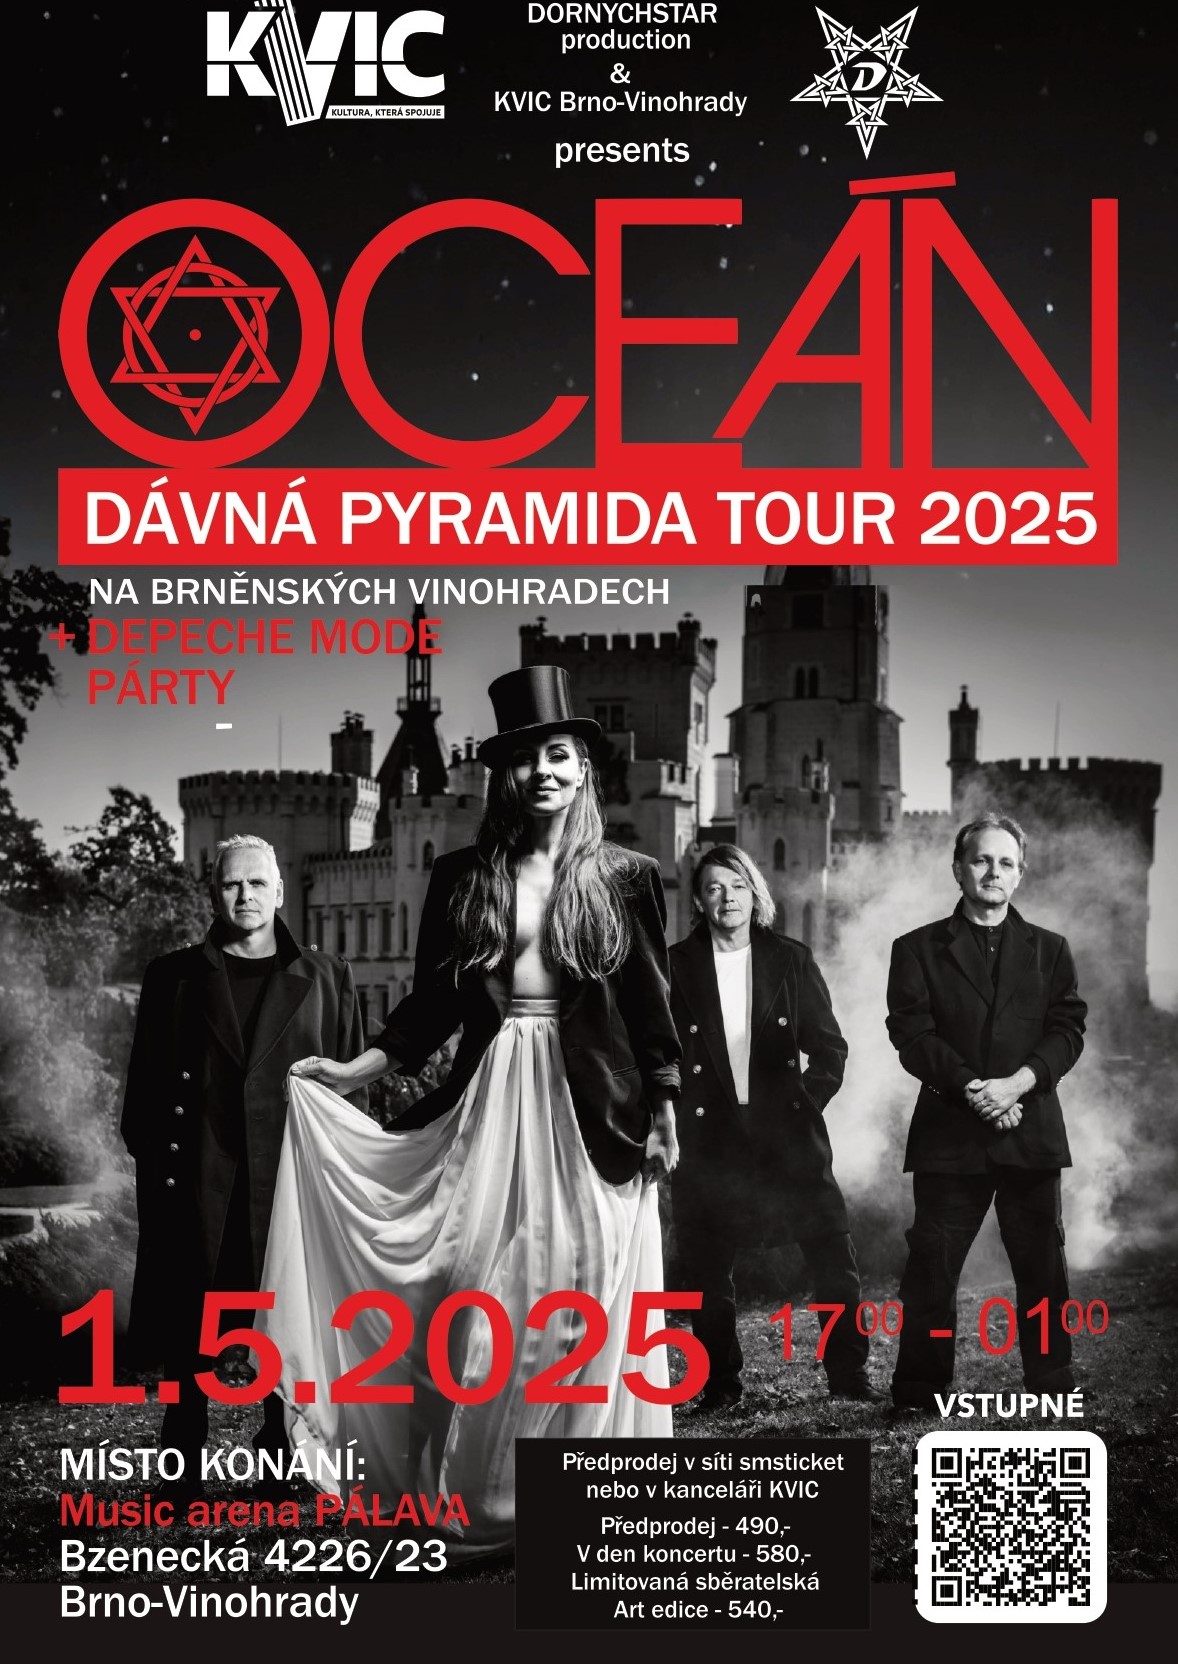 KVIC
KULTURA, KTERÁ SPOJUJE
DORNYCHSTAR
production
&
KVIC Brno-Vinohrady
presents
D
OCEÁN
DÁVNÁ PYRAMIDA TOUR 2025
NA BRNĚNSKÝCH VINOHRADECH
+ DEPECHE MODE
PÁRTY
1.5.2025 17⁰⁰ - 01⁰⁰
VSTUPNÉ
MÍSTO KONÁNÍ:
Music arena PÁLAVA
Bzenecká 4226/23
Brno-Vinohrady
Předprodej v síti smsticket
nebo v kanceláři KVIC
Předprodej - 490,-
V den koncertu - 580,-
Limitovaná sběratelská
Art edice - 540,-